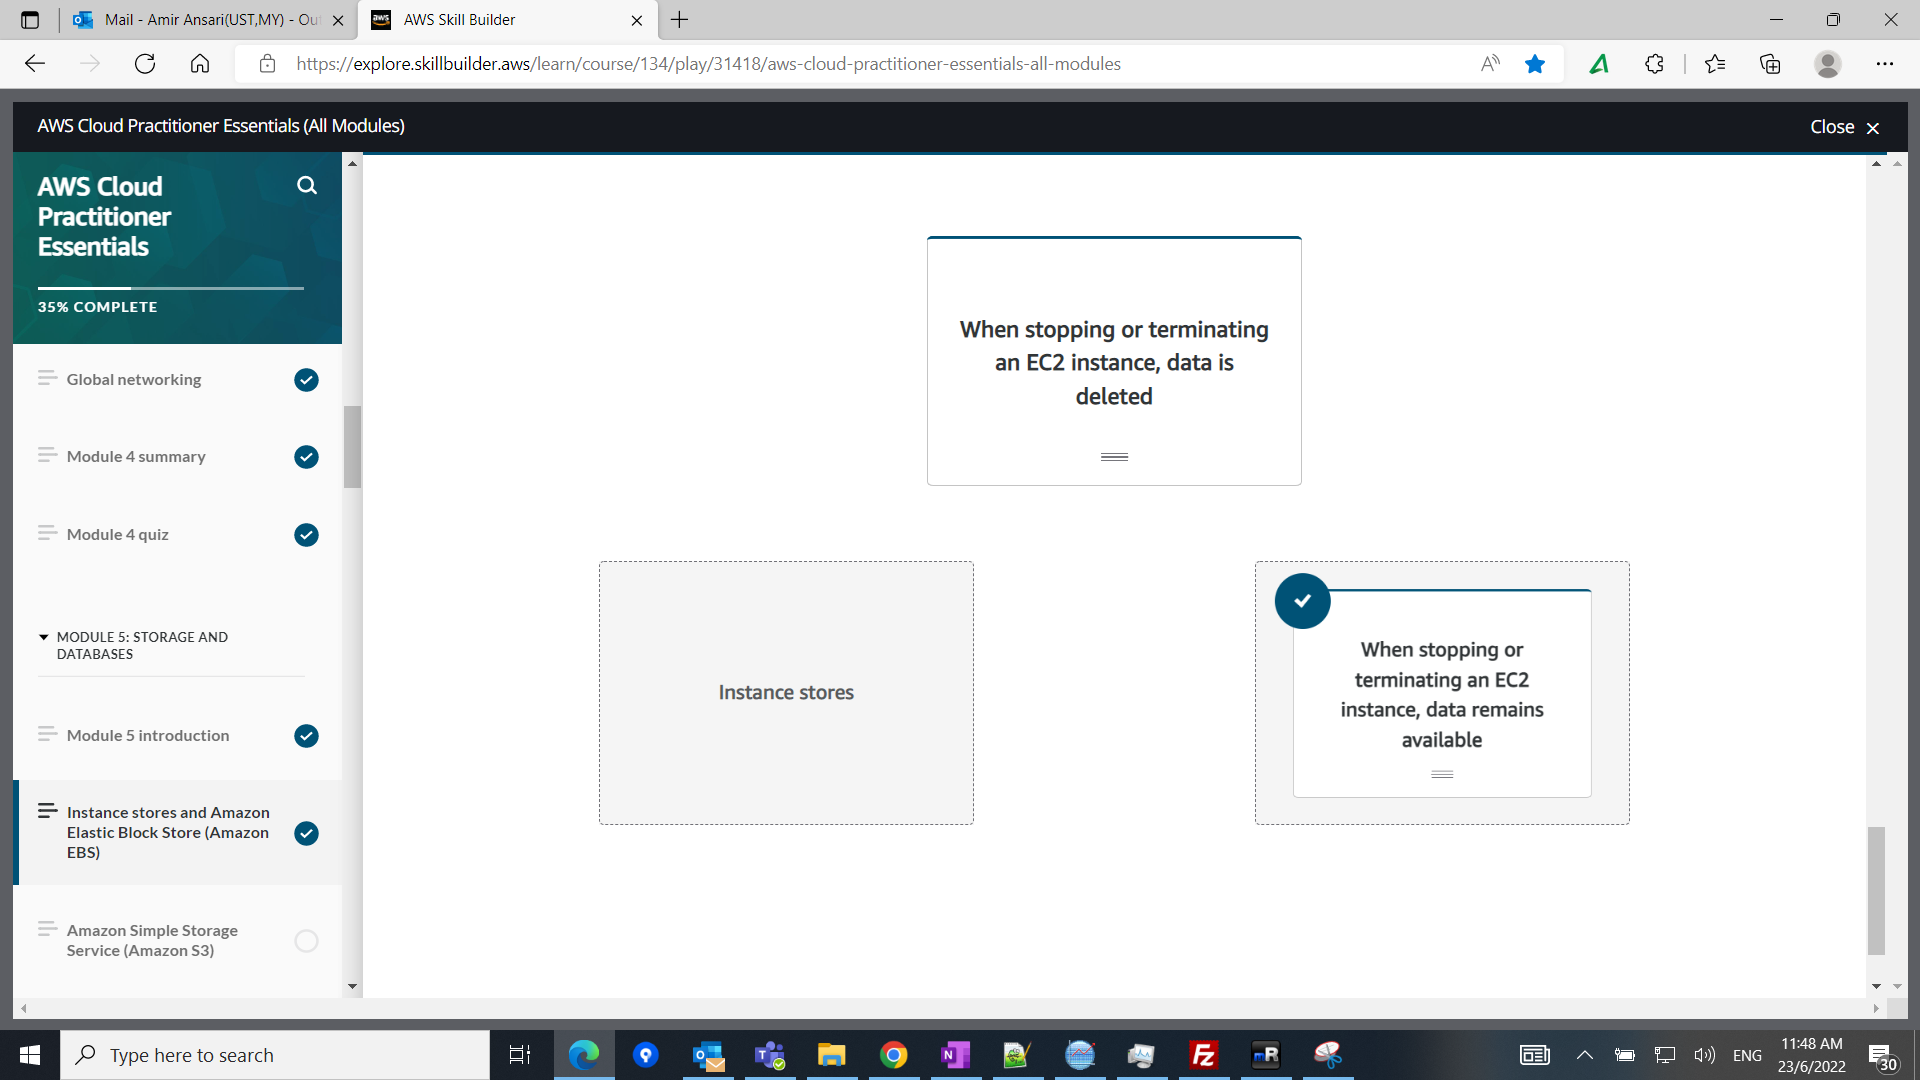 Mail - Amir Ansari(UST,MY) - Ou
AWS Skill Builder
https://explore.skillbuilder.aws/learn/course/134/play/31418/aws-cloud-practitioner-essentials-all-modules
AWS Cloud Practitioner Essentials (All Modules)
Close
AWS Cloud
Practitioner
Essentials
35% COMPLETE
Global networking
Module 4 summary
Module 4 quiz
MODULE 5: STORAGE AND
DATABASES
Module 5 introduction
Instance stores and Amazon
Elastic Block Store (Amazon
EBS)
Amazon Simple Storage
Service (Amazon S3)
When stopping or terminating
an EC2 instance, data is
deleted
Instance stores
When stopping or
terminating an EC2
instance, data remains
available
Type here to search
ENG
11:48 AM
23/6/2022
30